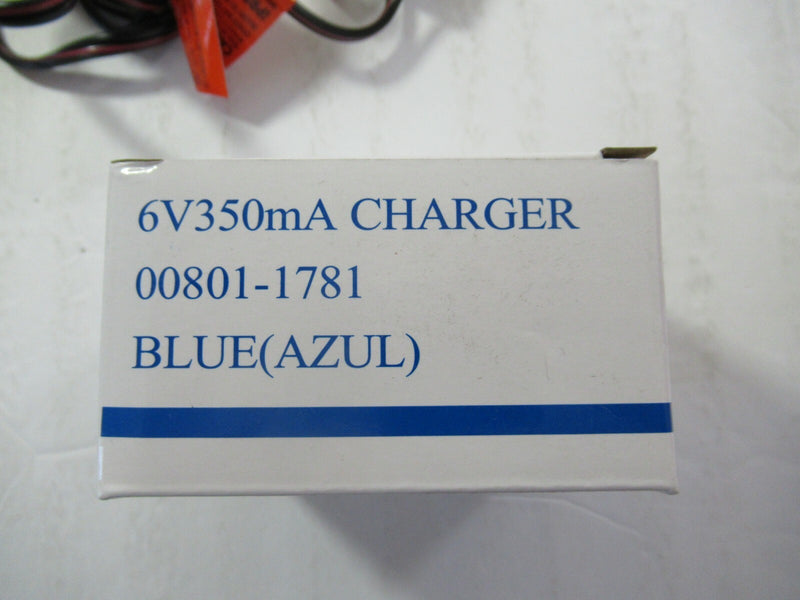 6V350mA CHARGER
00801-1781
BLUE(AZUL)